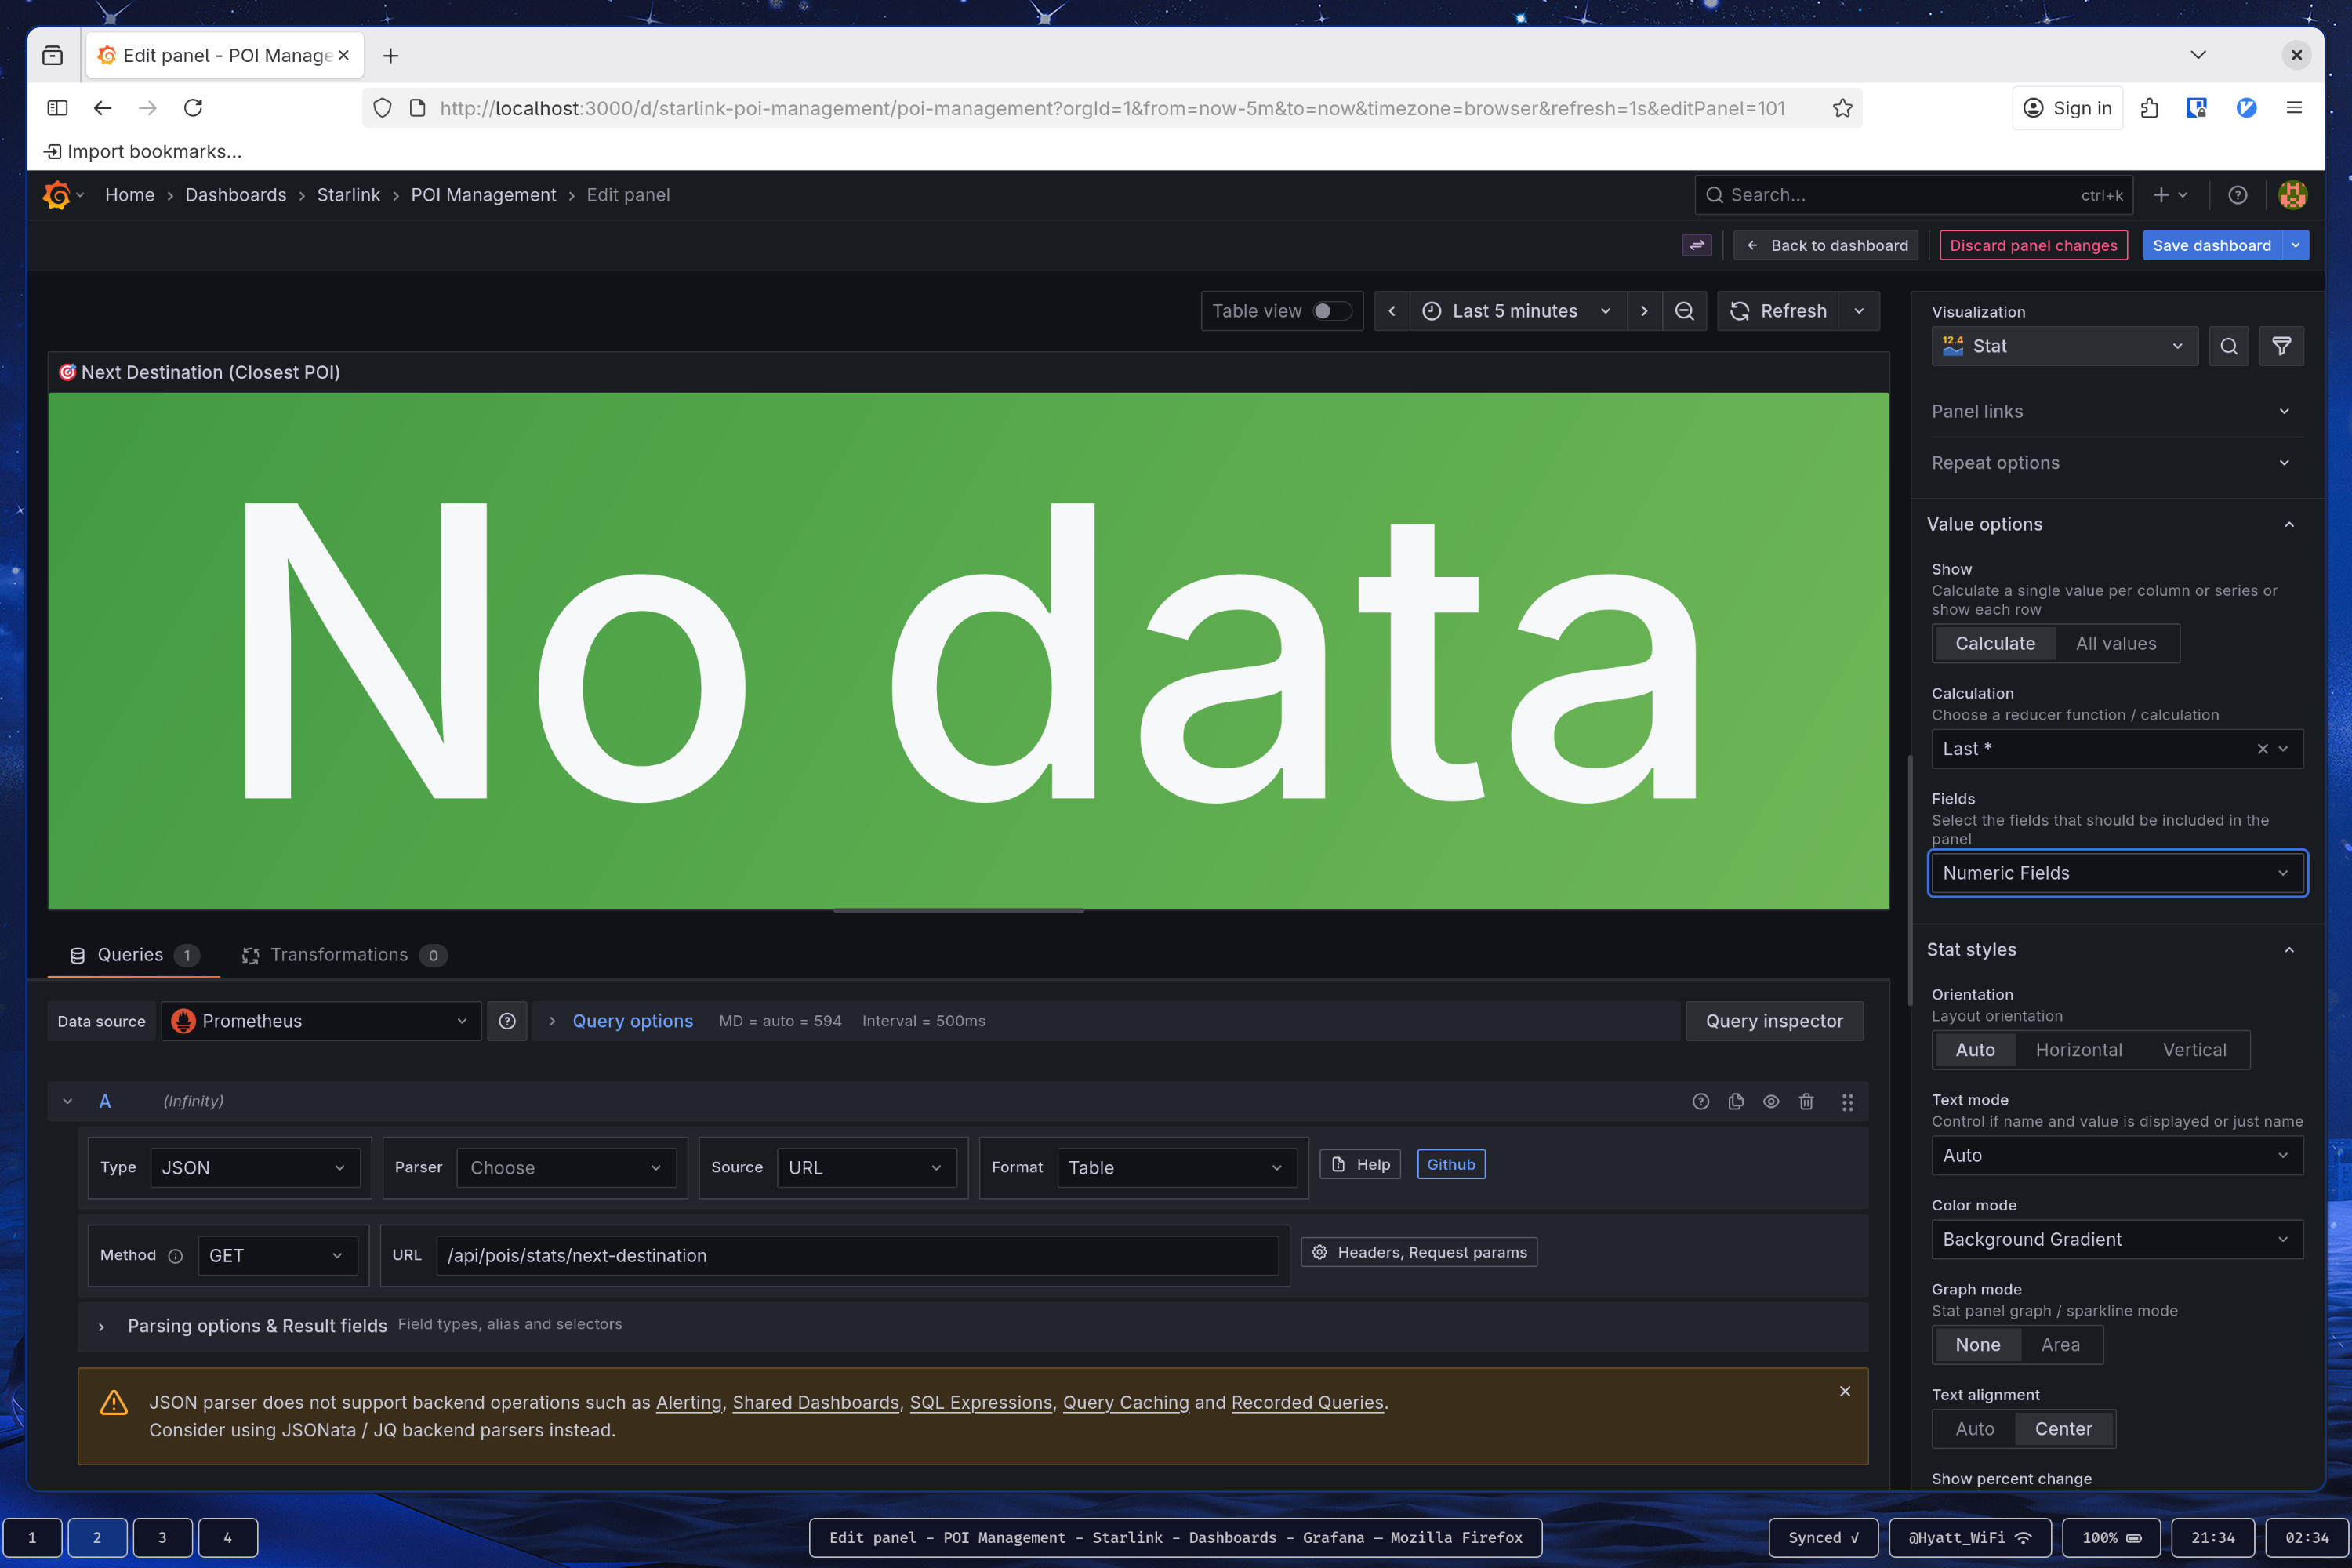 Edit panel - POI Manage
http://localhost:3000/d/starlink-poi-management/poi-management?orgId=1&from=now-5m&to=now&timezone=browser&refresh=1s&editPanel=101
Sign in
Import bookmarks...
Home › Dashboards › Starlink › POI Management › Edit panel
Search...
ctrl+k
Back to dashboard
Discard panel changes
Save dashboard
Table view
Last 5 minutes
Refresh
🎯 Next Destination (Closest POI)
No data
Queries 1
Transformations 0
Data source
Prometheus
Query options
MD = auto = 594
Interval = 500ms
Query inspector
A
(Infinity)
Type
JSON
Parser
Choose
Source
URL
Format
Table
Help
Github
Method
GET
URL
/api/pois/stats/next-destination
Headers, Request params
Parsing options & Result fields
Field types, alias and selectors
JSON parser does not support backend operations such as Alerting, Shared Dashboards, SQL Expressions, Query Caching and Recorded Queries.
Consider using JSONata / JQ backend parsers instead.
Visualization
12.4
Stat
Panel links
Repeat options
Value options
Show
Calculate a single value per column or series or
show each row
Calculate
All values
Calculation
Choose a reducer function / calculation
Last *
Fields
Select the fields that should be included in the
panel
Numeric Fields
Stat styles
Orientation
Layout orientation
Auto
Horizontal
Vertical
Text mode
Control if name and value is displayed or just name
Auto
Color mode
Background Gradient
Graph mode
Stat panel graph / sparkline mode
None
Area
Text alignment
Auto
Center
Show percent change
1
2
3
4
Edit panel - POI Management - Starlink - Dashboards - Grafana — Mozilla Firefox
Synced √
@Hyatt_WiFi
100%
21:34
02:34